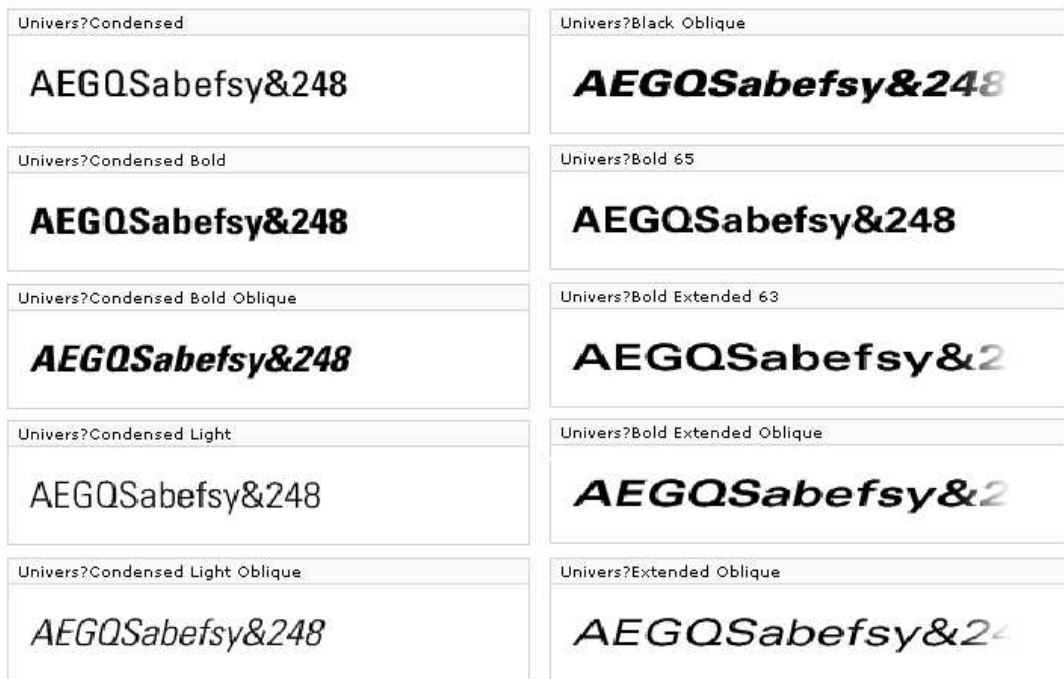 Univers?Condensed
AEGQSabefsy&248
Univers?Condensed Bold
AEGQSabefsy&248
Univers?Condensed Bold Oblique
AEGQSabefsy&248
Univers?Condensed Light
AEGQSabefsy&248
Univers?Condensed Light Oblique
AEGQSabefsy&248
Univers?Black Oblique
AEGQSabefsy&248
Univers?Bold 65
AEGQSabefsy&248
Univers?Bold Extended 63
AEGQSabefsy&2
Univers?Bold Extended Oblique
AEGQSabefsy&2
Univers?Extended Oblique
AEGQSabefsy&24